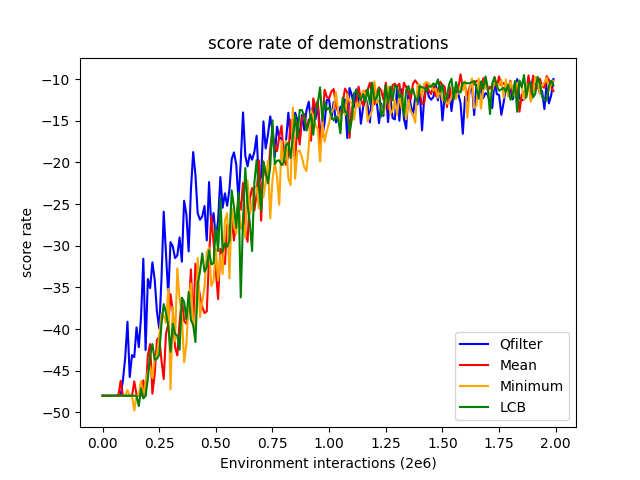 score rate of demonstrations
score rate
−10
−15
−20
−25
−30
−35
−40
−45
−50
0.00 0.25 0.50 0.75 1.00 1.25 1.50 1.75 2.00
Environment interactions (2e6)
Qfilter
Mean
Minimum
LCB